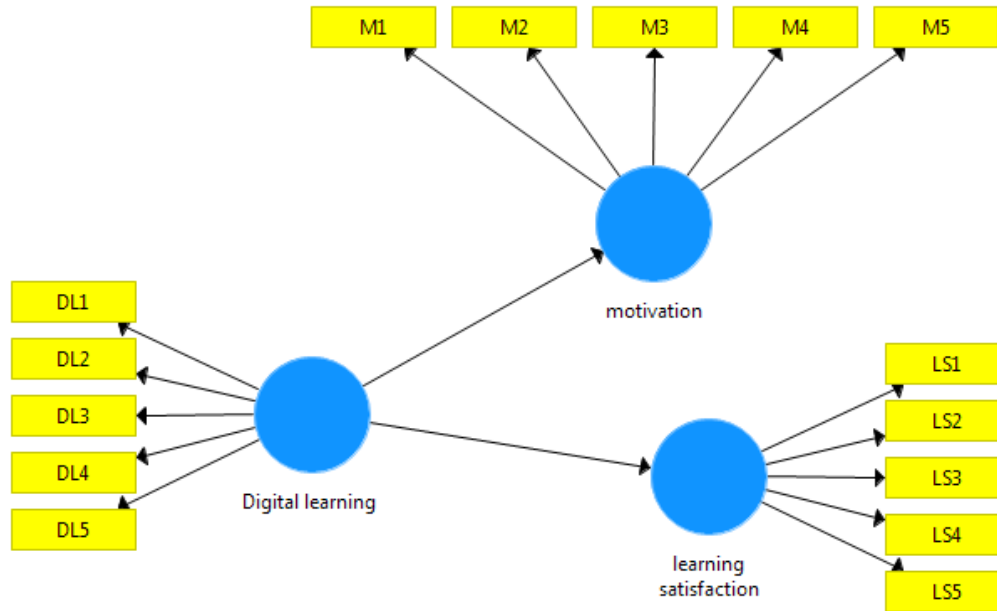 M1
M2
M3
M4
M5
motivation
DL1
DL2
DL3
DL4
DL5
Digital learning
LS1
LS2
LS3
LS4
LS5
learning
satisfaction